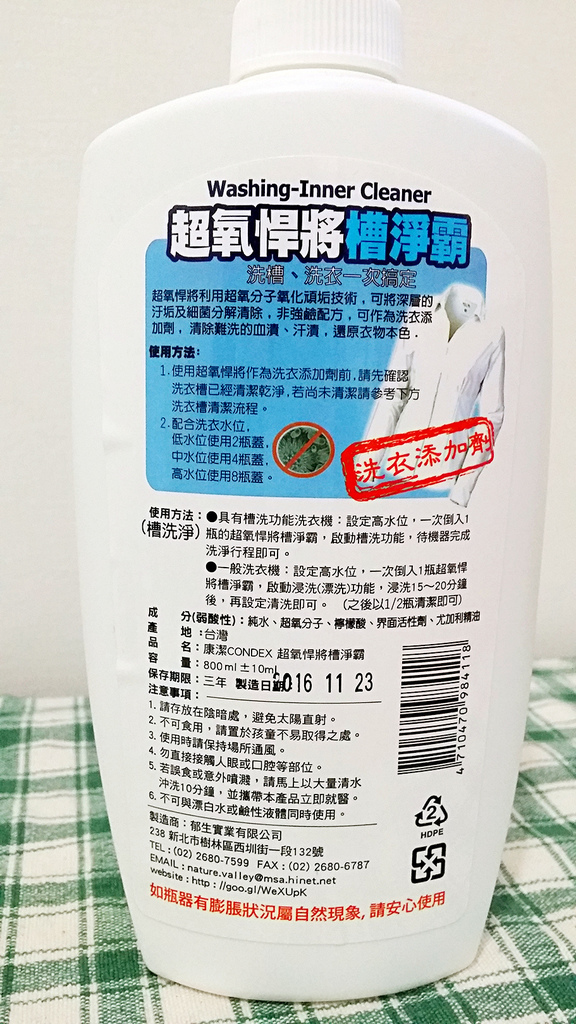 Washing-Inner Cleaner
超氧悍將槽淨霸
洗槽、洗衣一次搞定
超氧悍將利用超氧分子氧化頑垢技術，可將深層的
汙垢及細菌分解清除，非強鹼配方，可作為洗衣添
加劑，清除難洗的血漬、汗漬，還原衣物本色．
使用方法：
1.使用超氧悍將作為洗衣添加劑前，請先確認
洗衣槽已經清潔乾淨，若尚未清潔請參考下方
洗衣槽清潔流程。
2.配合洗衣水位，
低水位使用2瓶蓋，
中水位使用4瓶蓋，
高水位使用8瓶蓋。
洗衣添加劑
使用方法：●具有槽洗功能洗衣機：設定高水位，一次倒入1
(槽洗淨) 瓶的超氧悍將槽淨霸，啟動槽洗功能，待機器完成
洗淨行程即可。
●一般洗衣機：設定高水位，一次倒入1瓶超氧悍
將槽淨霸，啟動浸洗(漂洗)功能，浸洗15～20分鐘
後，再設定清洗即可。（之後以1/2瓶清潔即可)
成　　分(弱酸性)：純水、超氧分子、檸檬酸、界面活性劑、尤加利精油
產　　地：台灣
品　　名：康潔CONDEX 超氧悍將槽淨霸
容　　量：800ml±10ml
保存期限：三年 製造日期：2016 11 23
注意事項：
1. 請存放在陰暗處，避免太陽直射。
2. 不可食用，請置於孩童不易取得之處。
3. 使用時請保持場所通風。
4. 勿直接接觸人眼或口腔等部位。
5. 若誤食或意外噴濺，請馬上以大量清水
沖洗10分鐘，並攜帶本產品立即就醫。
6. 不可與漂白水或鹼性液體同時使用。
4 710470 984118
2
HDPE
製造商：郁生實業有限公司
238 新北市樹林區西圳街一段132號
TEL：(02) 2680-7599 FAX：(02) 2680-6787
EMAIL：nature.valley@msa.hinet.net
website：http：//goo.gl/WeXUpK
如瓶器有膨脹狀況屬自然現象，請安心使用